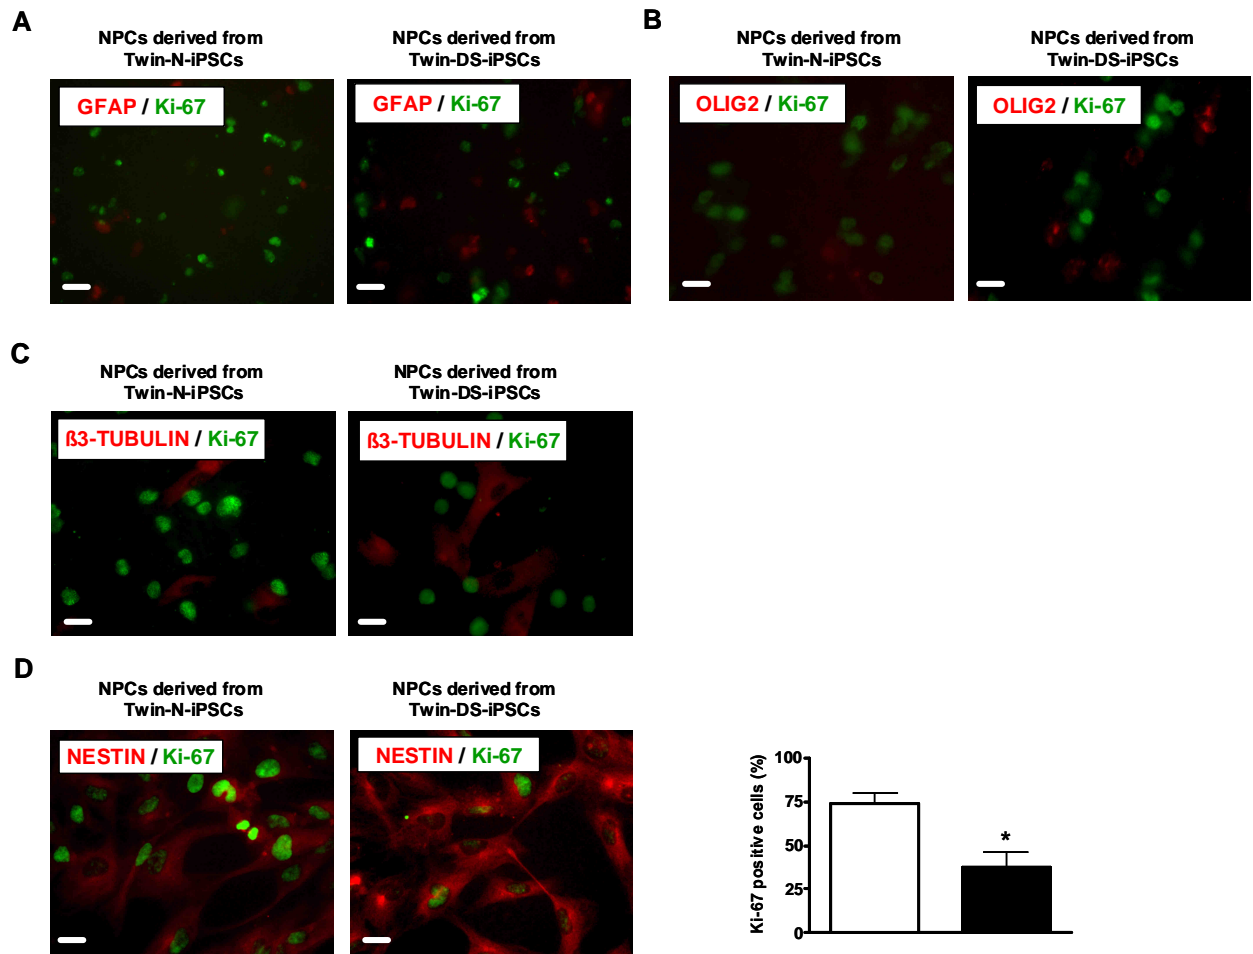 A
NPCs derived from
Twin-N-iPSCs
NPCs derived from
Twin-DS-iPSCs
GFAP / Ki-67
GFAP / Ki-67
B
NPCs derived from
Twin-N-iPSCs
NPCs derived from
Twin-DS-iPSCs
OLIG2 / Ki-67
OLIG2 / Ki-67
C
NPCs derived from
Twin-N-iPSCs
NPCs derived from
Twin-DS-iPSCs
ß3-TUBULIN / Ki-67
ß3-TUBULIN / Ki-67
D
NPCs derived from
Twin-N-iPSCs
NPCs derived from
Twin-DS-iPSCs
NESTIN / Ki-67
NESTIN / Ki-67
Ki-67 positive cells (%)
100
75
50
25
0
*